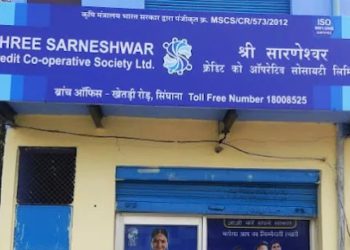 कृषि मंत्रालय भारत सरकार द्वारा पंजीकृत क्र. MSCS/CR/573/2012
ISO
HREE SARNESHWAR
redit Co-operative Society Ltd.
श्री सारणेश्वर
क्रेडिट को ऑपरेटिव सोसायटी लिमि
ब्रांच ऑफिस - खेतड़ी रोड़, सिंघाना Toll Free Number 18008525